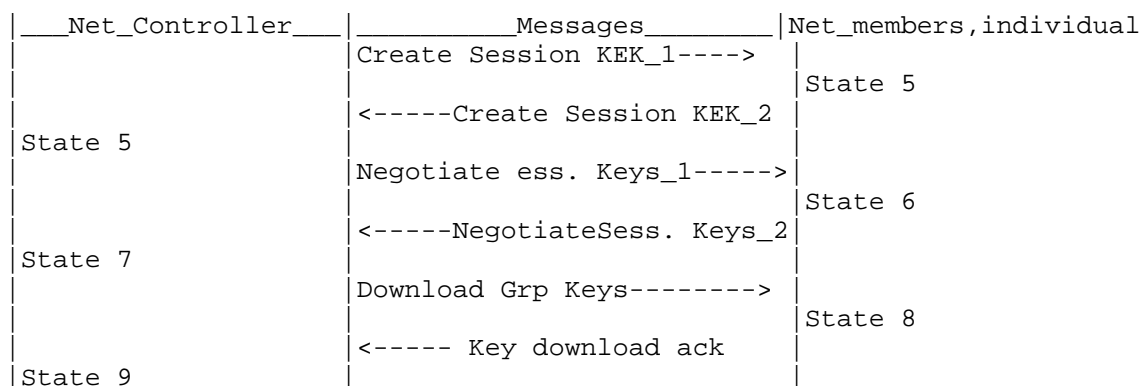 |___Net_Controller___|__________Messages________|Net_members,individual
|                    |Create Session KEK_1---->  |
|                    |                           |State 5
|                    |<-----Create Session KEK_2 |
|State 5             |                           |
|                    |Negotiate ess. Keys_1----->|
|                    |                           |State 6
|                    |<-----NegotiateSess. Keys_2|
|State 7             |                           |
|                    |Download Grp Keys--------> |
|                    |                           |State 8
|                    |<----- Key download ack    |
|State 9             |                           |